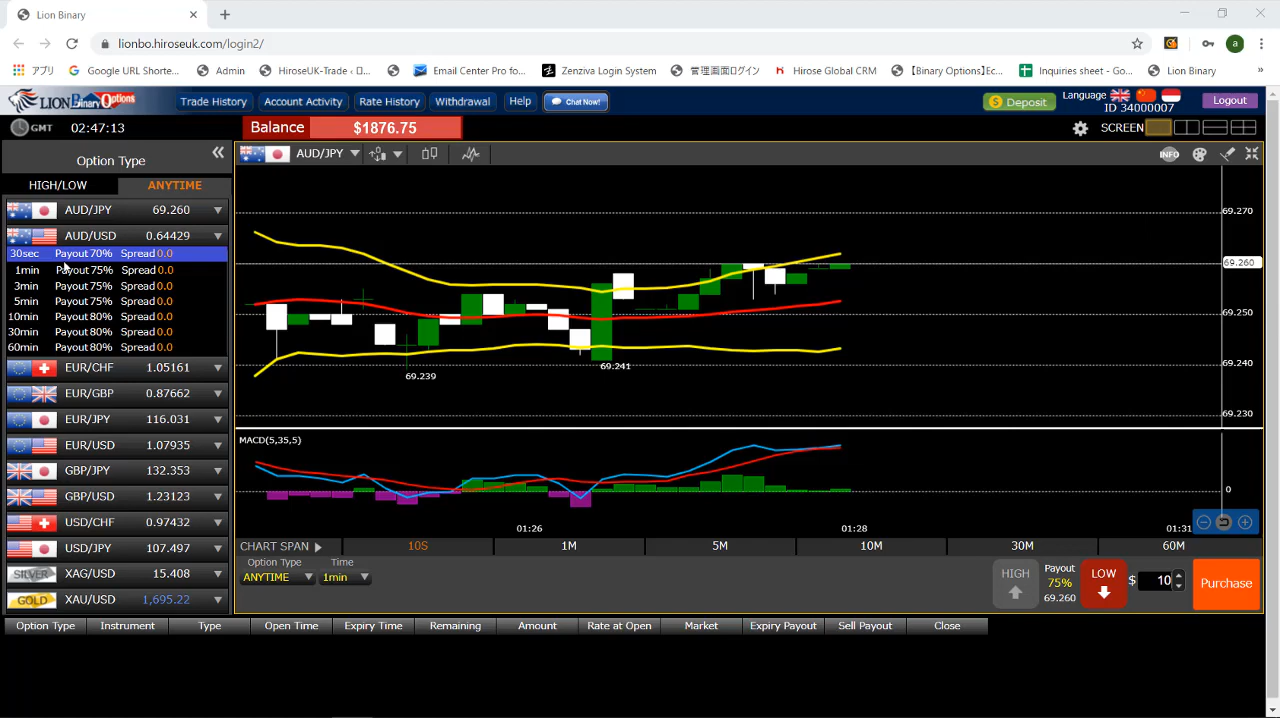 Lion Binary
lionbo.hiroseuk.com/login2/
a
アプリ Google URL Shorte... Admin HiroseUK-Trade ‹ ロ... Email Center Pro fo... Zenziva Login System 管理画面ログイン Hirose Global CRM 【Binary Options】Ec... Inquiries sheet - Go... Lion Binary
LION Binary Options Trade History Account Activity Rate History Withdrawal Help Chat Now! $ Deposit Language ID 34000007 Logout
GMT 02:47:13 Balance $1876.75 SCREEN
Option Type
AUD/JPY INFO
HIGH/LOW ANYTIME
AUD/JPY 69.260
AUD/USD 0.64429
30sec Payout 70% Spread 0.0
1min Payout 75% Spread 0.0
3min Payout 75% Spread 0.0
5min Payout 75% Spread 0.0
10min Payout 80% Spread 0.0
30min Payout 80% Spread 0.0
60min Payout 80% Spread 0.0
EUR/CHF 1.05161
EUR/GBP 0.87662
EUR/JPY 116.031
EUR/USD 1.07935
GBP/JPY 132.353
GBP/USD 1.23123
USD/CHF 0.97432
USD/JPY 107.497
SILVER XAG/USD 15.408
GOLD XAU/USD 1,695.22
69.270
69.260
69.250
69.240
69.230
69.239
69.241
MACD(5,35,5)
0
01:26 01:28 01:31
CHART SPAN 10S 1M 5M 10M 30M 60M
Option Type Time
ANYTIME 1min
HIGH
Payout
75%
69.260
LOW
$ 10
Purchase
Option Type Instrument Type Open Time Expiry Time Remaining Amount Rate at Open Market Expiry Payout Sell Payout Close